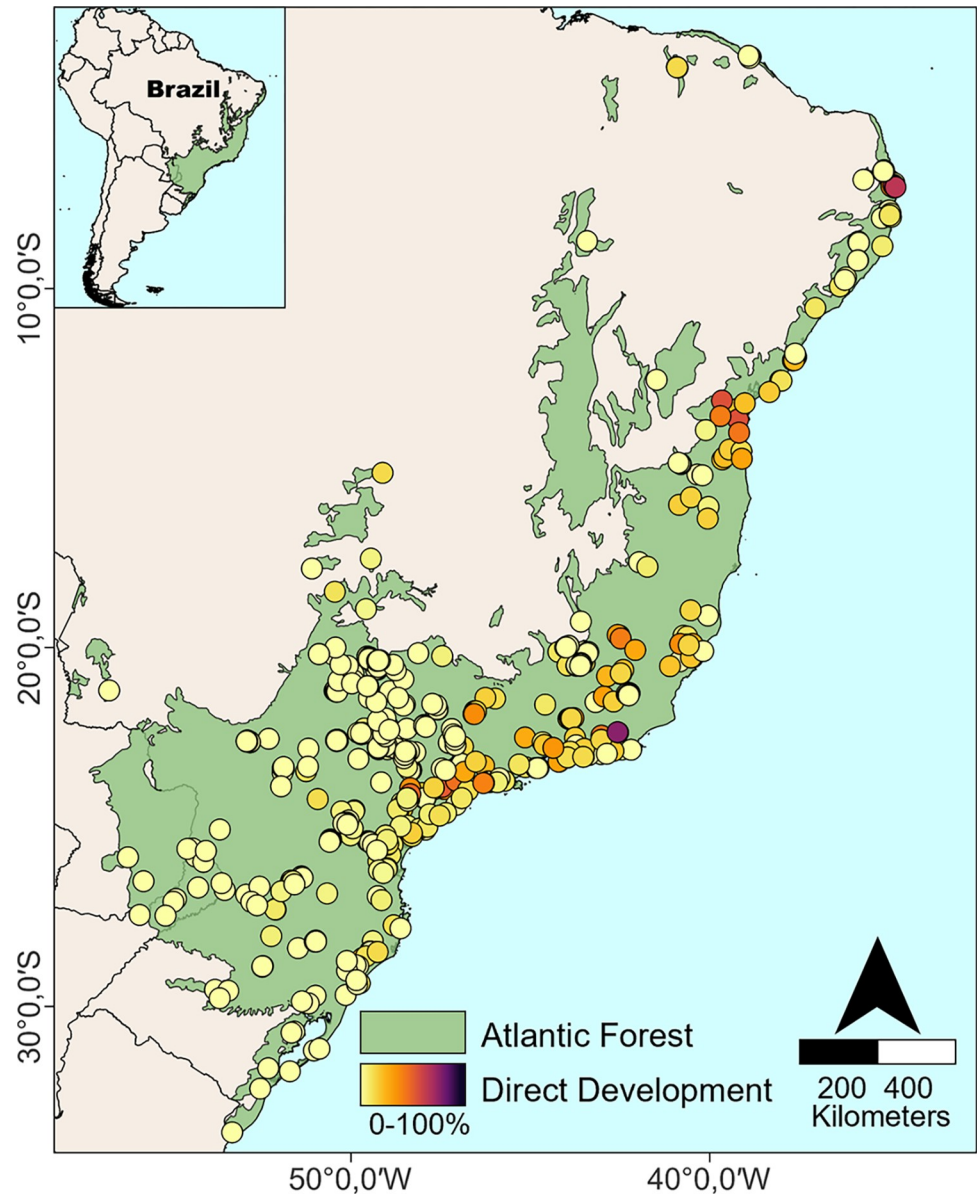 Brazil
10°0,0'S
20°0,0'S
30°0,0'S
Atlantic Forest
Direct Development
0-100%
200 400
Kilometers
50°0,0'W
40°0,0'W